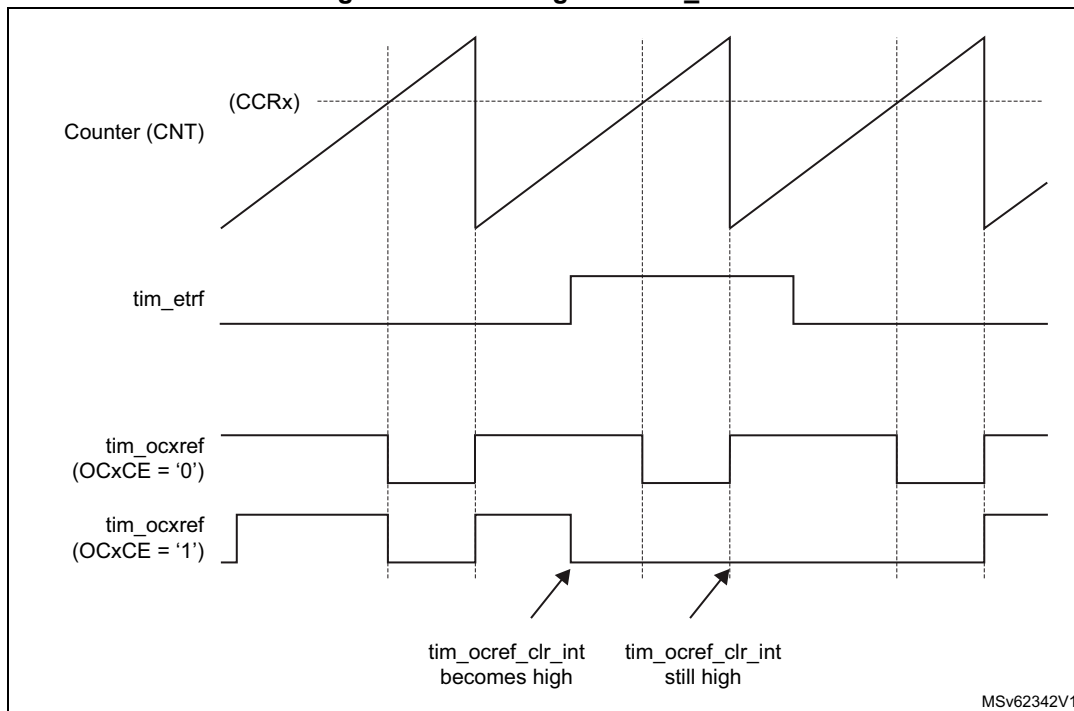 (CCRx)
Counter (CNT)
tim_etrf
tim_ocxref
(OCxCE = ‘0’)
tim_ocxref
(OCxCE = ‘1’)
tim_ocref_clr_int
becomes high
tim_ocref_clr_int
still high
MSv62342V1